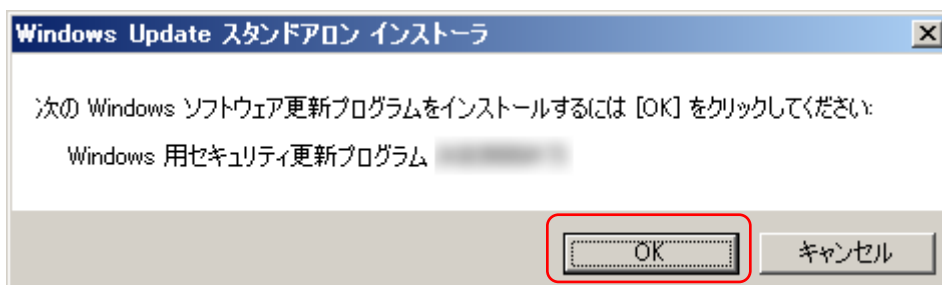 Windows Update スタンドアロン インストーラ
次の Windows ソフトウェア更新プログラムをインストールするには [OK] をクリックしてください:
Windows 用セキュリティ更新プログラム
OK
キャンセル